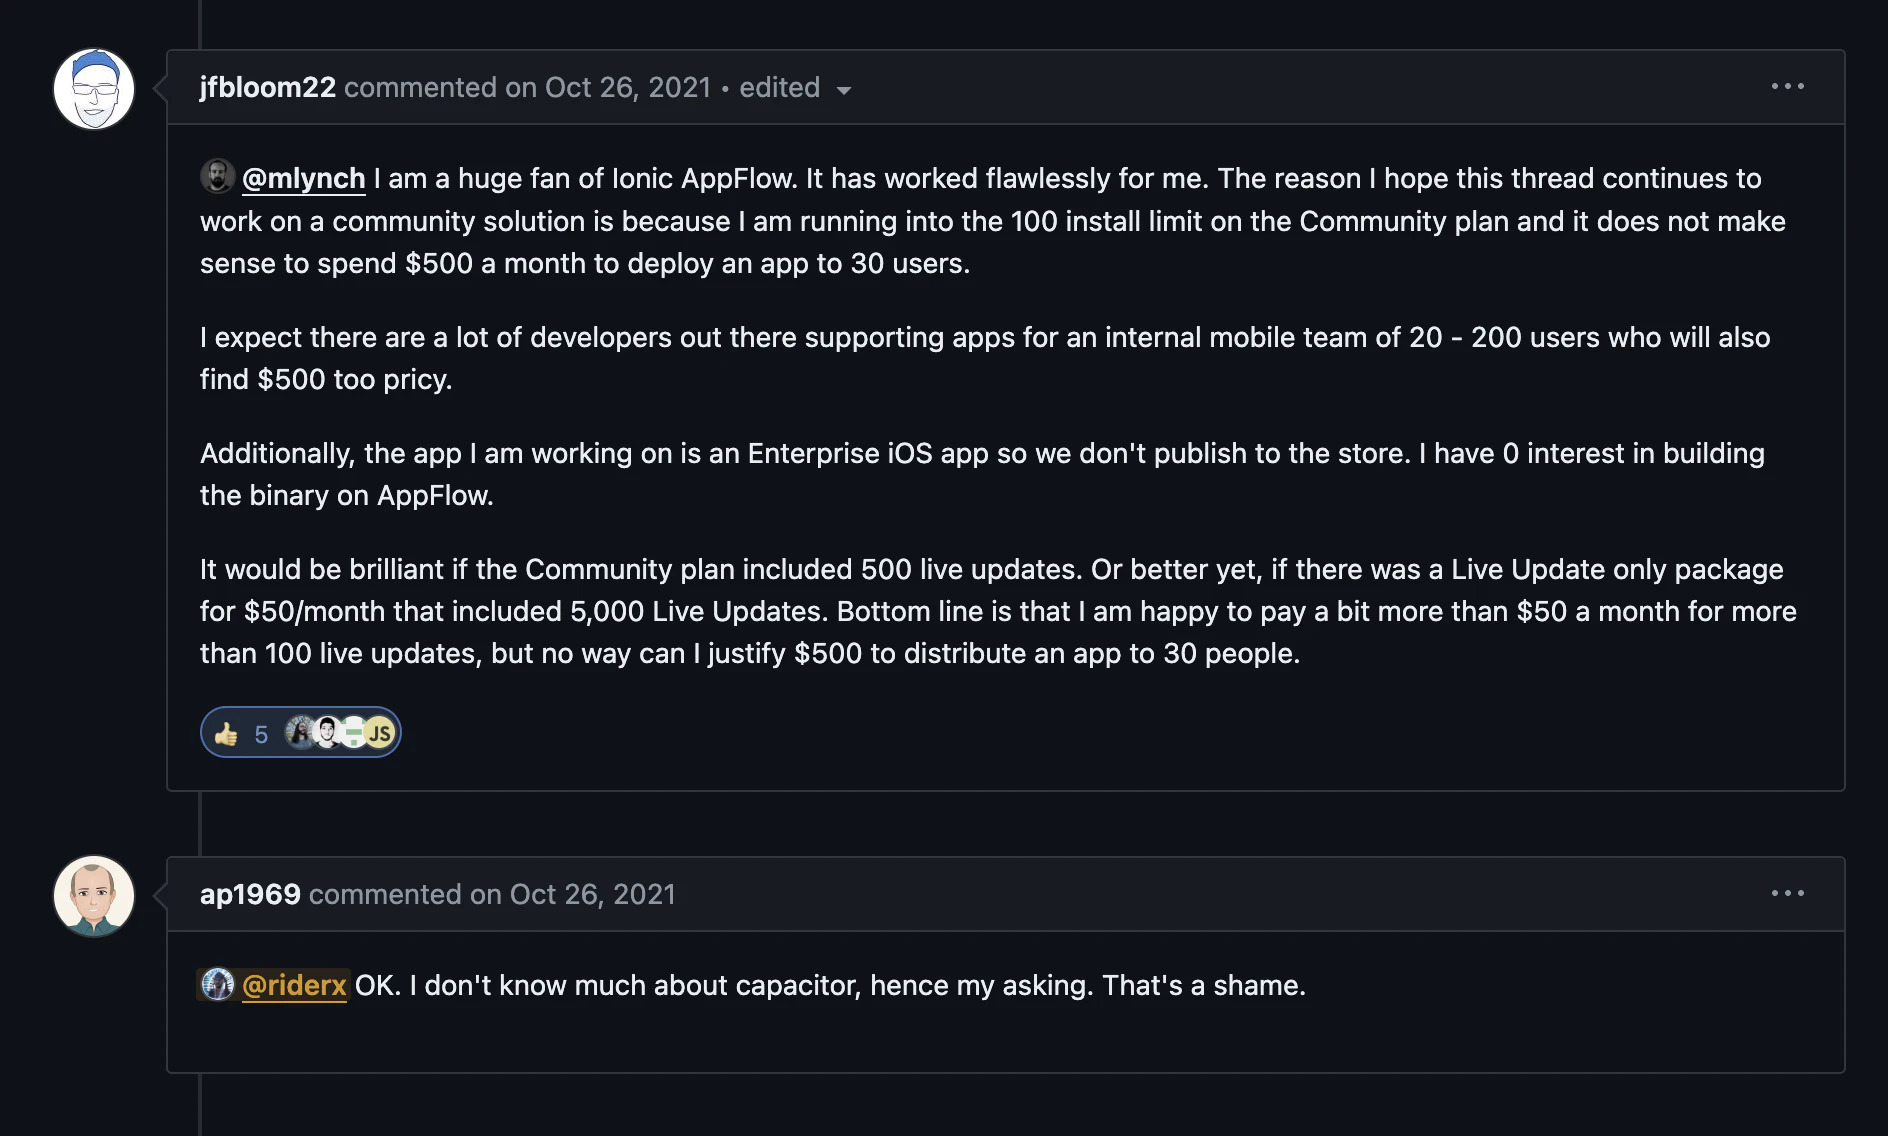 jfbloom22 commented on Oct 26, 2021 • edited
@mlynch I am a huge fan of Ionic AppFlow. It has worked flawlessly for me. The reason I hope this thread continues to
work on a community solution is because I am running into the 100 install limit on the Community plan and it does not make
sense to spend $500 a month to deploy an app to 30 users.
I expect there are a lot of developers out there supporting apps for an internal mobile team of 20 - 200 users who will also
find $500 too pricy.
Additionally, the app I am working on is an Enterprise iOS app so we don't publish to the store. I have 0 interest in building
the binary on AppFlow.
It would be brilliant if the Community plan included 500 live updates. Or better yet, if there was a Live Update only package
for $50/month that included 5,000 Live Updates. Bottom line is that I am happy to pay a bit more than $50 a month for more
than 100 live updates, but no way can I justify $500 to distribute an app to 30 people.
👍 5 JS
ap1969 commented on Oct 26, 2021
@riderx OK. I don't know much about capacitor, hence my asking. That's a shame.